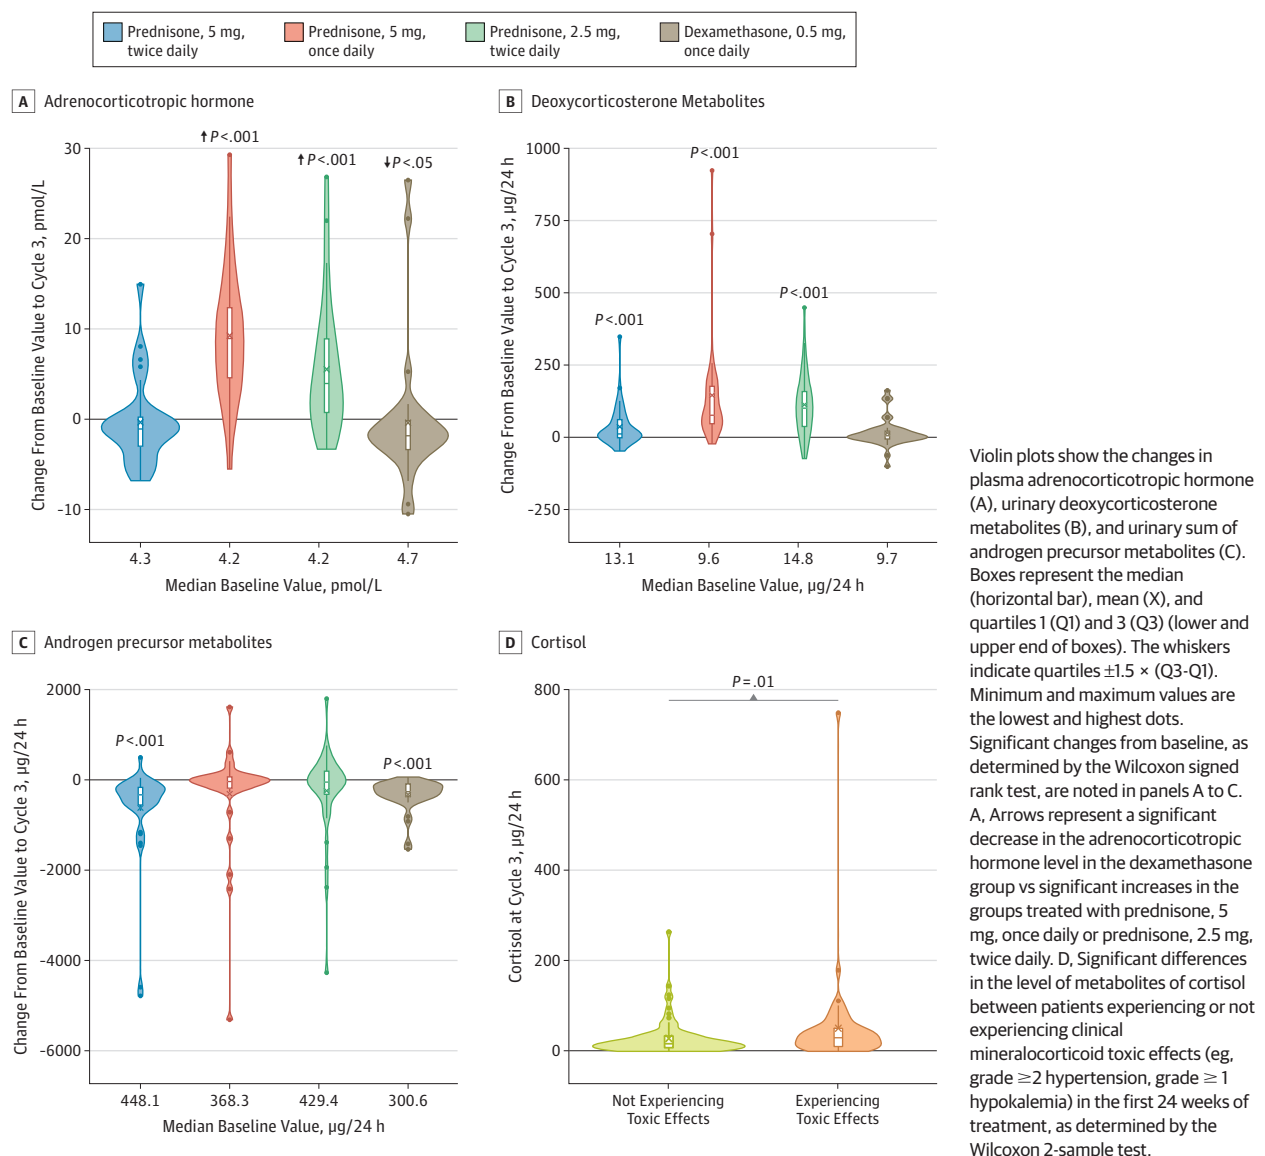 Prednisone, 5 mg,
twice daily
Prednisone, 5 mg,
once daily
Prednisone, 2.5 mg,
twice daily
Dexamethasone, 0.5 mg,
once daily
A Adrenocorticotropic hormone
Change From Baseline Value to Cycle 3, pmol/L
30
20
10
0
-10
↑P<.001
↑P<.001
↓P<.05
4.3 4.2 4.2 4.7
Median Baseline Value, pmol/L
B Deoxycorticosterone Metabolites
Change From Baseline Value to Cycle 3, µg/24 h
1000
750
500
250
0
-250
P<.001
P<.001
P<.001
13.1 9.6 14.8 9.7
Median Baseline Value, µg/24 h
C Androgen precursor metabolites
Change From Baseline Value to Cycle 3, µg/24 h
2000
0
-2000
-4000
-6000
P<.001
P<.001
448.1 368.3 429.4 300.6
Median Baseline Value, µg/24 h
D Cortisol
Cortisol at Cycle 3, µg/24 h
800
600
400
200
0
P=.01
Not Experiencing
Toxic Effects
Experiencing
Toxic Effects
Violin plots show the changes in
plasma adrenocorticotropic hormone
(A), urinary deoxycorticosterone
metabolites (B), and urinary sum of
androgen precursor metabolites (C).
Boxes represent the median
(horizontal bar), mean (X), and
quartiles 1 (Q1) and 3 (Q3) (lower and
upper end of boxes). The whiskers
indicate quartiles ±1.5 × (Q3-Q1).
Minimum and maximum values are
the lowest and highest dots.
Significant changes from baseline, as
determined by the Wilcoxon signed
rank test, are noted in panels A to C.
A, Arrows represent a significant
decrease in the adrenocorticotropic
hormone level in the dexamethasone
group vs significant increases in the
groups treated with prednisone, 5
mg, once daily or prednisone, 2.5 mg,
twice daily. D, Significant differences
in the level of metabolites of cortisol
between patients experiencing or not
experiencing clinical
mineralocorticoid toxic effects (eg,
grade ≥2 hypertension, grade ≥ 1
hypokalemia) in the first 24 weeks of
treatment, as determined by the
Wilcoxon 2-sample test.